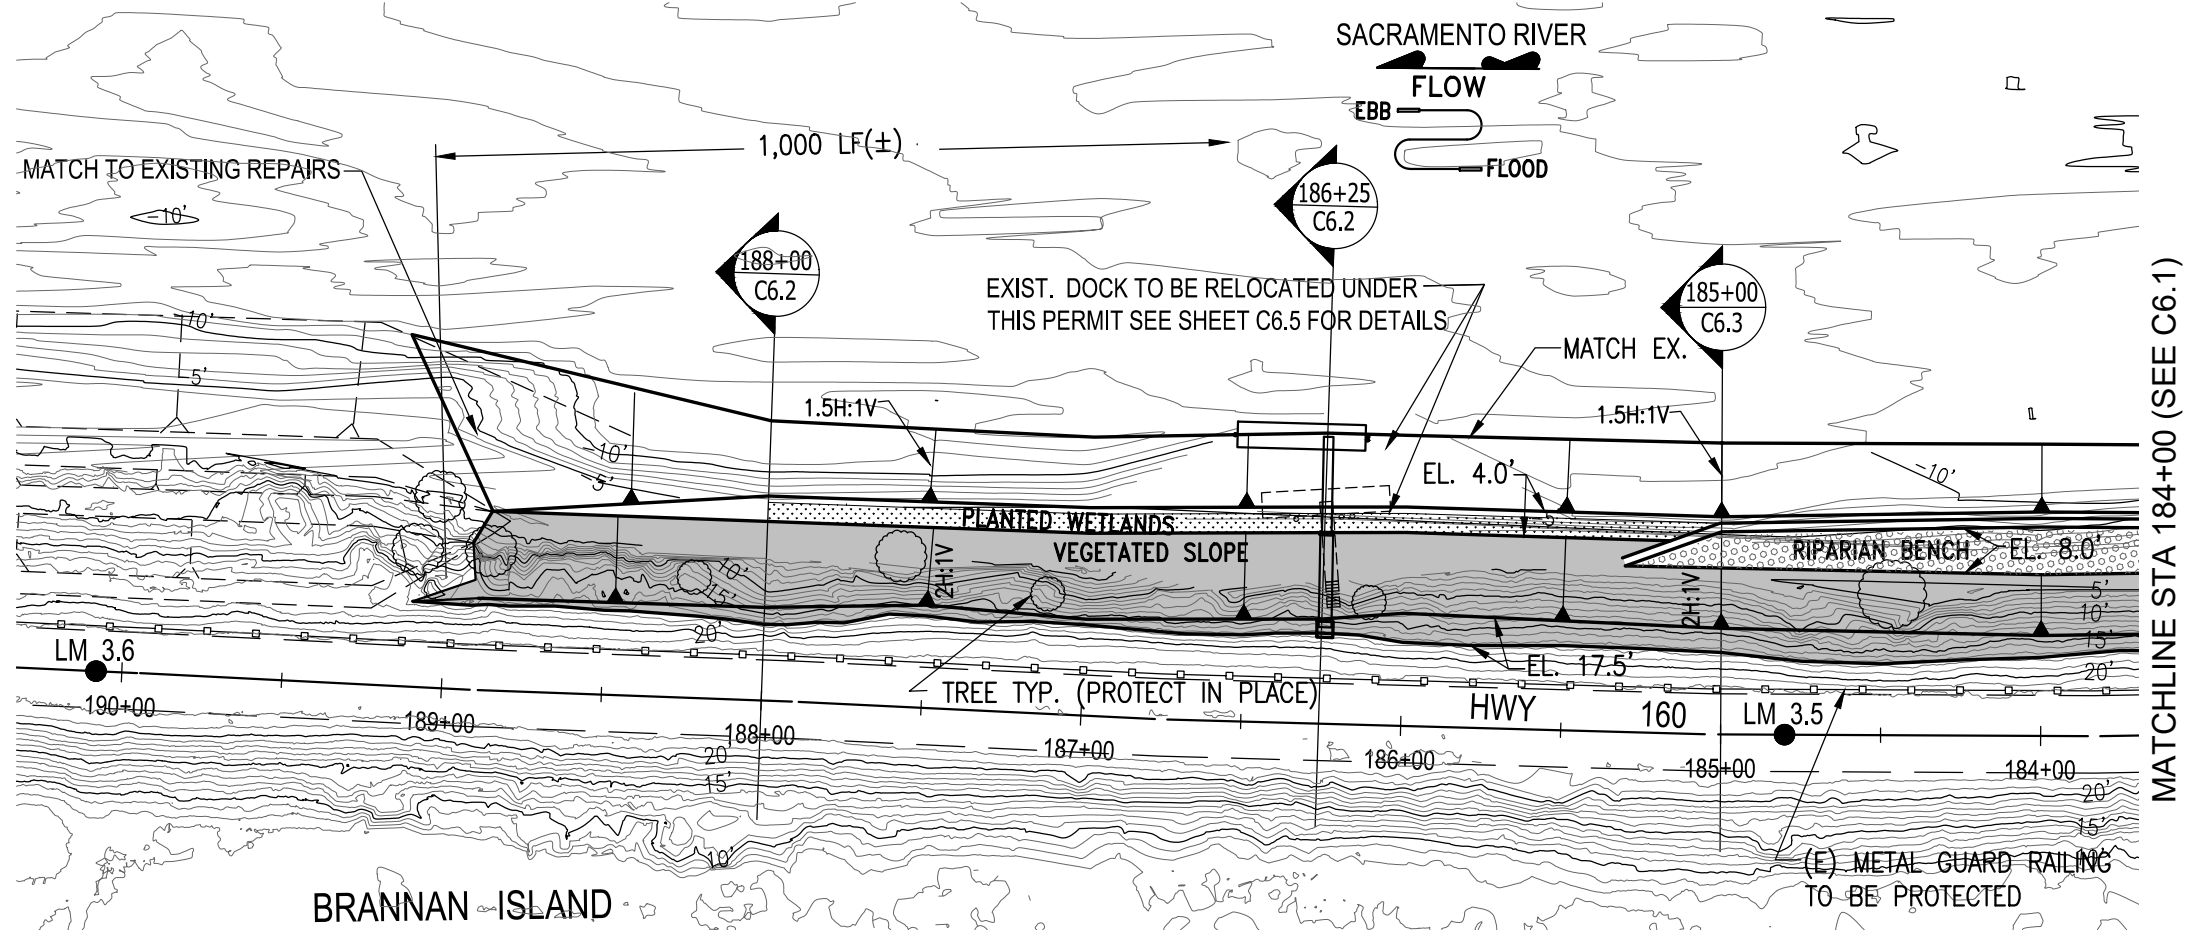 SACRAMENTO RIVER
FLOW
EBB
FLOOD
1,000 LF(±)
MATCH TO EXISTING REPAIRS
-10'
188+00
C6.2
186+25
C6.2
185+00
C6.3
EXIST. DOCK TO BE RELOCATED UNDER
THIS PERMIT SEE SHEET C6.5 FOR DETAILS
MATCH EX.
-10'
-5'
1.5H:1V
1.5H:1V
-10'
-5'
EL. 4.0'
-5'
-10'
PLANTED WETLANDS
VEGETATED SLOPE
RIPARIAN BENCH
EL. 8.0'
2H:1V
2H:1V
10'
15'
20'
5'
10'
15'
20'
EL. 17.5'
LM 3.6
TREE TYP. (PROTECT IN PLACE)
HWY 160
LM 3.5
190+00
189+00
188+00
187+00
186+00
185+00
184+00
20'
15'
10'
20'
15'
10'
(E) METAL GUARD RAILING
TO BE PROTECTED
BRANNAN ISLAND
MATCHLINE STA 184+00 (SEE C6.1)